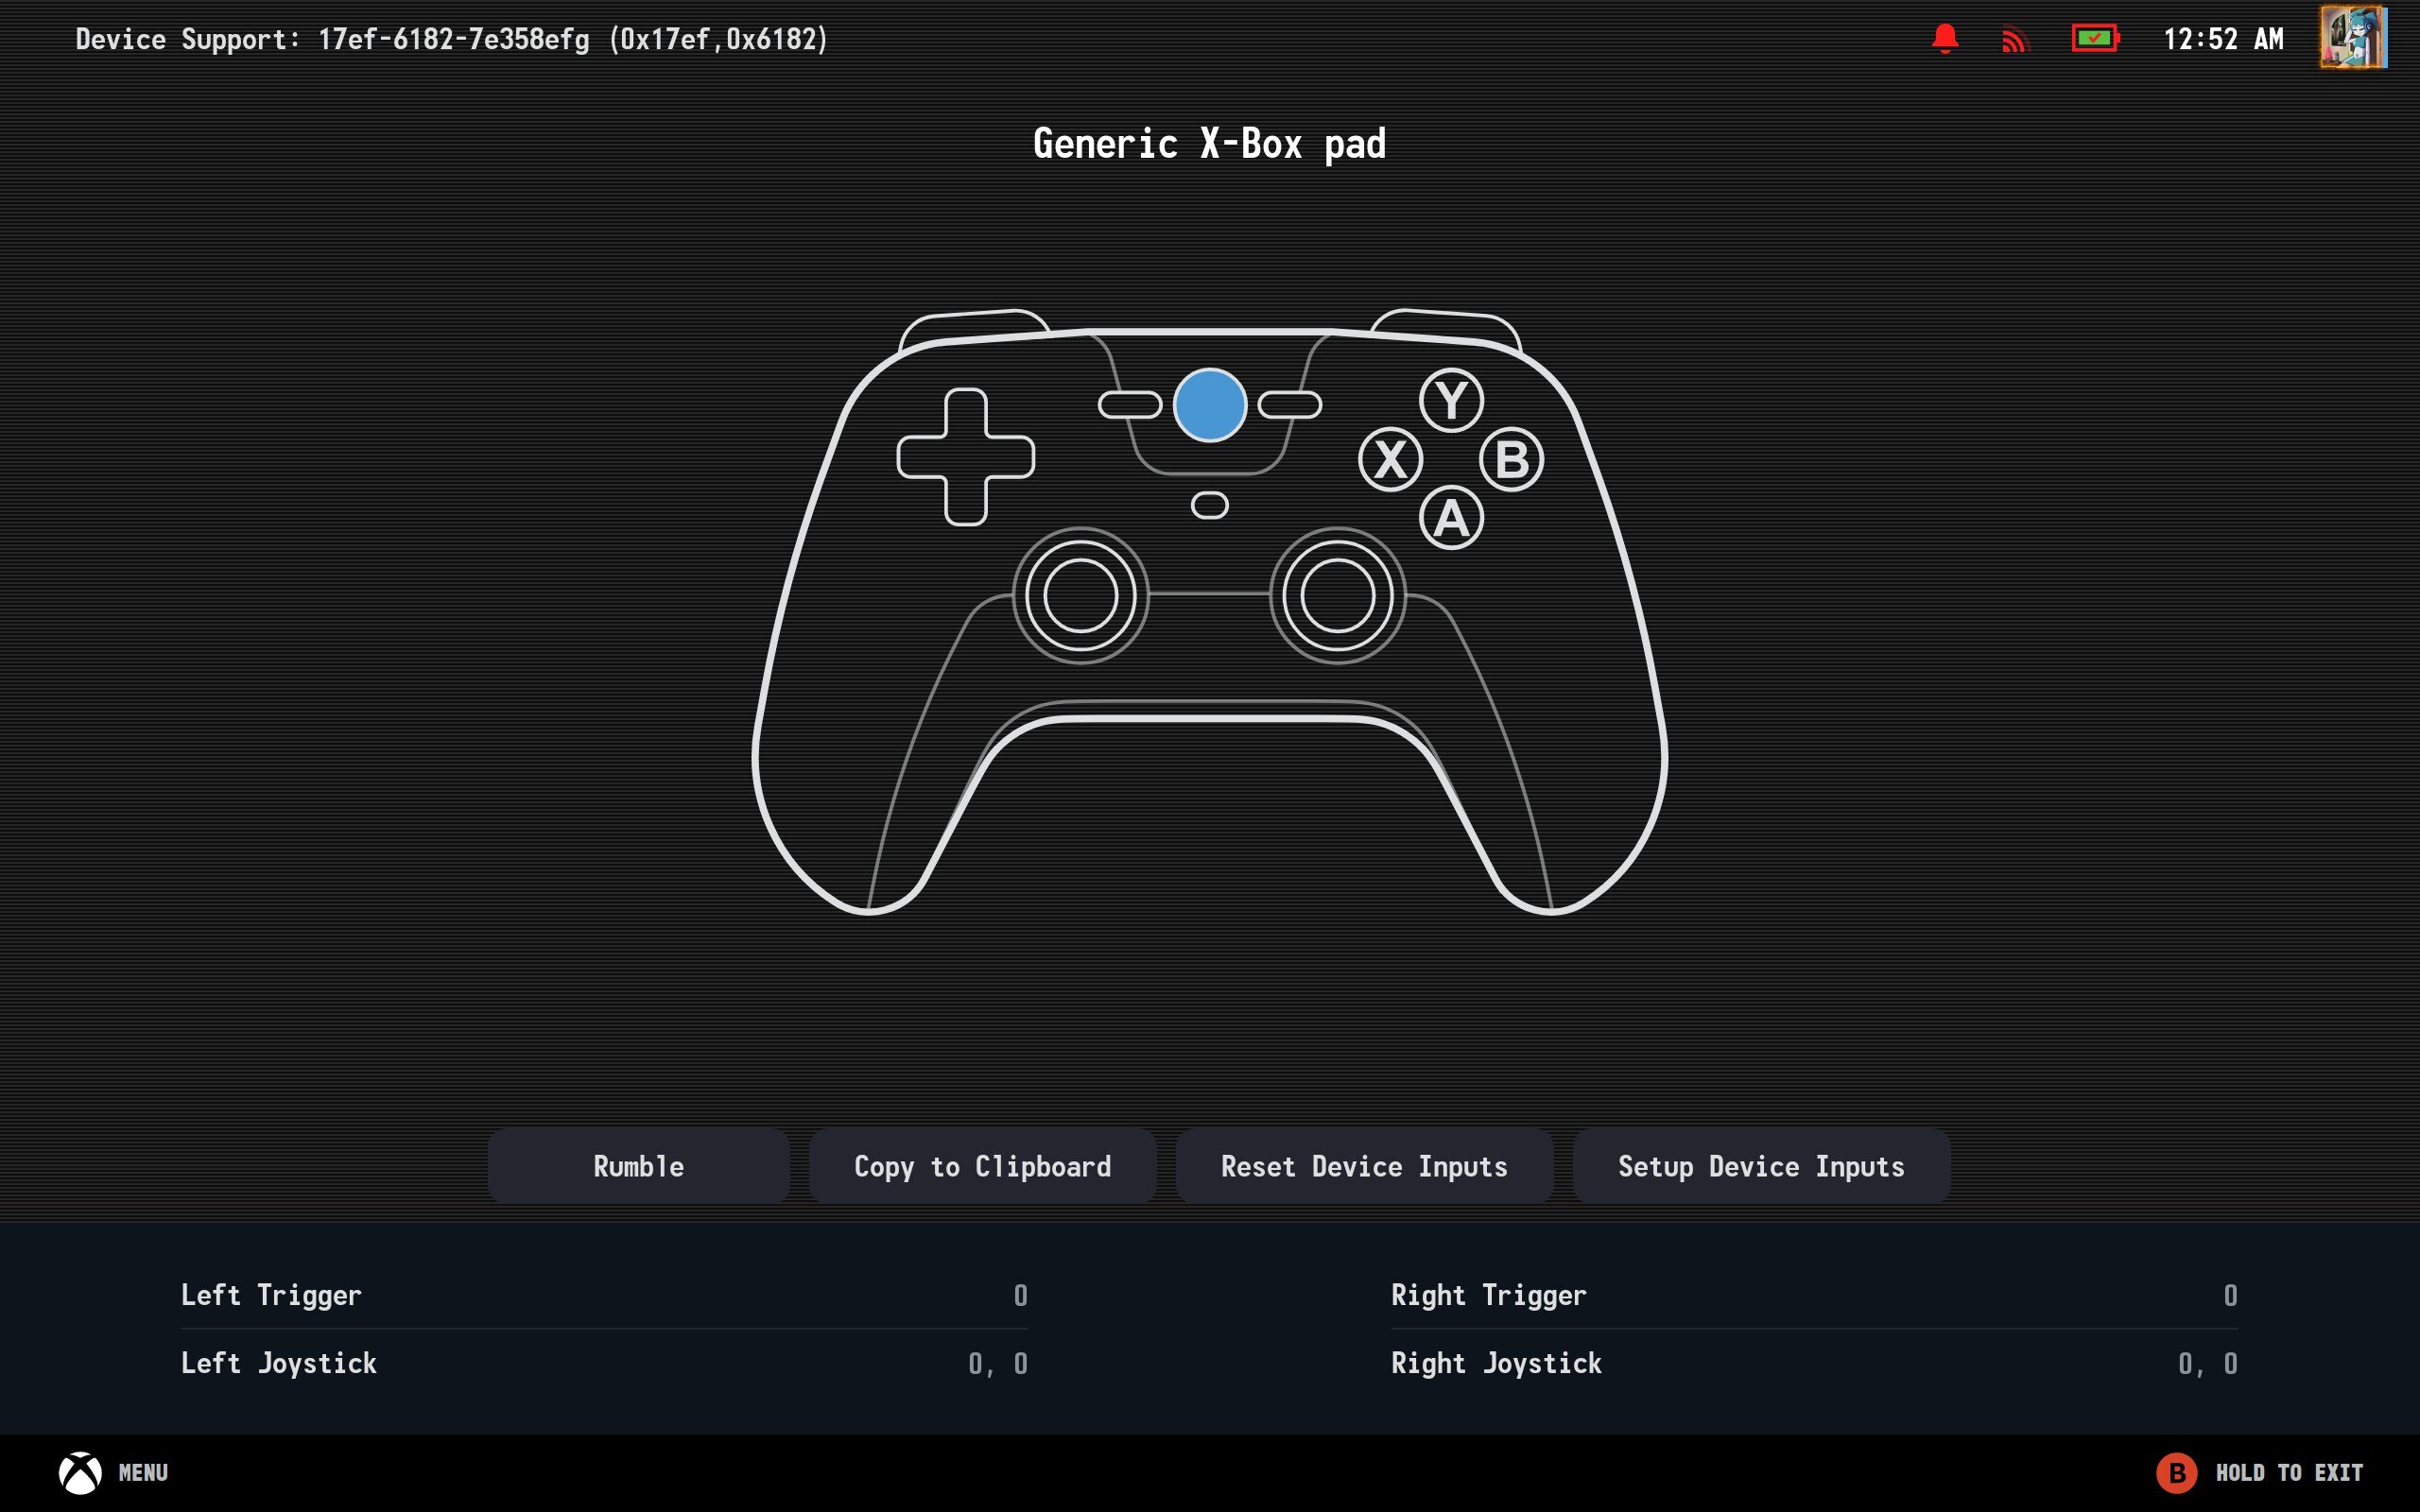 Device Support: 17ef-6182-7e358efg (0x17ef,0x6182)
12:52 AM
Generic X-Box pad
Y
X
B
A
Rumble
Copy to Clipboard
Reset Device Inputs
Setup Device Inputs
Left Trigger 0
Right Trigger 0
Left Joystick 0, 0
Right Joystick 0, 0
MENU
B HOLD TO EXIT